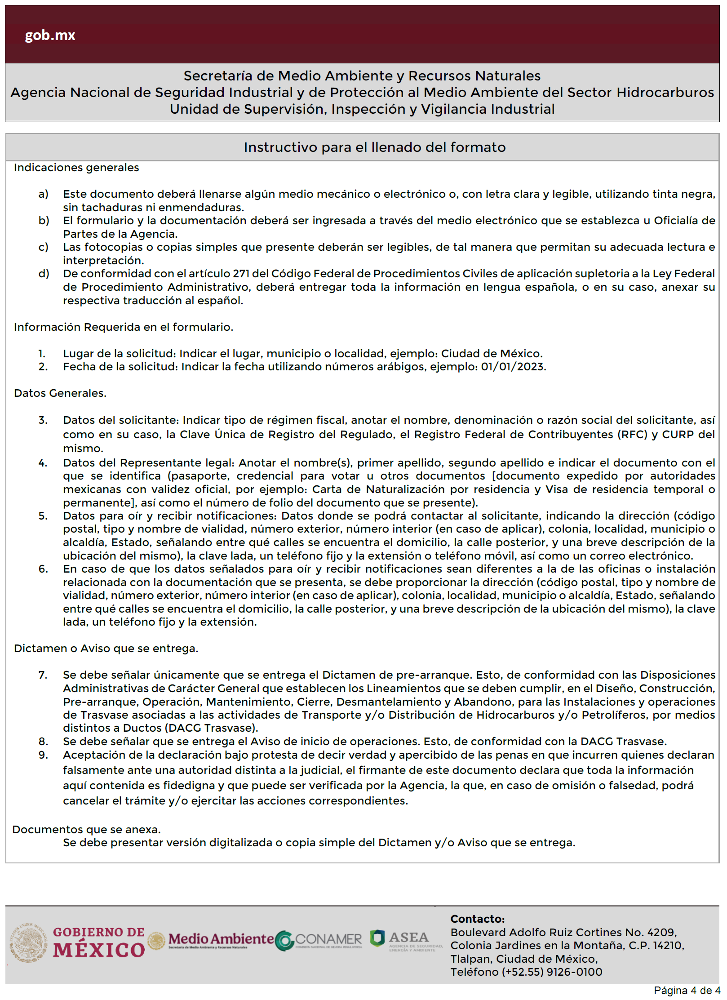 gob.mx
Secretaría de Medio Ambiente y Recursos Naturales
Agencia Nacional de Seguridad Industrial y de Protección al Medio Ambiente del Sector Hidrocarburos
Unidad de Supervisión, Inspección y Vigilancia Industrial
Instructivo para el llenado del formato
Indicaciones generales
a) Este documento deberá llenarse algún medio mecánico o electrónico o, con letra clara y legible, utilizando tinta negra,
sin tachaduras ni enmendaduras.
b) El formulario y la documentación deberá ser ingresada a través del medio electrónico que se establezca u Oficialía de
Partes de la Agencia.
c) Las fotocopias o copias simples que presente deberán ser legibles, de tal manera que permitan su adecuada lectura e
interpretación.
d) De conformidad con el artículo 271 del Código Federal de Procedimientos Civiles de aplicación supletoria a la Ley Federal
de Procedimiento Administrativo, deberá entregar toda la información en lengua española, o en su caso, anexar su
respectiva traducción al español.
Información Requerida en el formulario.
1. Lugar de la solicitud: Indicar el lugar, municipio o localidad, ejemplo: Ciudad de México.
2. Fecha de la solicitud: Indicar la fecha utilizando números arábigos, ejemplo: 01/01/2023.
Datos Generales.
3. Datos del solicitante: Indicar tipo de régimen fiscal, anotar el nombre, denominación o razón social del solicitante, así
como en su caso, la Clave Única de Registro del Regulado, el Registro Federal de Contribuyentes (RFC) y CURP del
mismo.
4. Datos del Representante legal: Anotar el nombre(s), primer apellido, segundo apellido e indicar el documento con el
que se identifica (pasaporte, credencial para votar u otros documentos [documento expedido por autoridades
mexicanas con validez oficial, por ejemplo: Carta de Naturalización por residencia y Visa de residencia temporal o
permanente], así como el número de folio del documento que se presente).
5. Datos para oír y recibir notificaciones: Datos donde se podrá contactar al solicitante, indicando la dirección (código
postal, tipo y nombre de vialidad, número exterior, número interior (en caso de aplicar), colonia, localidad, municipio o
alcaldía, Estado, señalando entre qué calles se encuentra el domicilio, la calle posterior, y una breve descripción de la
ubicación del mismo), la clave lada, un teléfono fijo y la extensión o teléfono móvil, así como un correo electrónico.
6. En caso de que los datos señalados para oír y recibir notificaciones sean diferentes a la de las oficinas o instalación
relacionada con la documentación que se presenta, se debe proporcionar la dirección (código postal, tipo y nombre de
vialidad, número exterior, número interior (en caso de aplicar), colonia, localidad, municipio o alcaldía, Estado, señalando
entre qué calles se encuentra el domicilio, la calle posterior, y una breve descripción de la ubicación del mismo), la clave
lada, un teléfono fijo y la extensión.
Dictamen o Aviso que se entrega.
7. Se debe señalar únicamente que se entrega el Dictamen de pre-arranque. Esto, de conformidad con las Disposiciones
Administrativas de Carácter General que establecen los Lineamientos que se deben cumplir, en el Diseño, Construcción,
Pre-arranque, Operación, Mantenimiento, Cierre, Desmantelamiento y Abandono, para las Instalaciones y operaciones
de Trasvase asociadas a las actividades de Transporte y/o Distribución de Hidrocarburos y/o Petrolíferos, por medios
distintos a Ductos (DACG Trasvase).
8. Se debe señalar que se entrega el Aviso de inicio de operaciones. Esto, de conformidad con la DACG Trasvase.
9. Aceptación de la declaración bajo protesta de decir verdad y apercibido de las penas en que incurren quienes declaran
falsamente ante una autoridad distinta a la judicial, el firmante de este documento declara que toda la información
aquí contenida es fidedigna y que puede ser verificada por la Agencia, la que, en caso de omisión o falsedad, podrá
cancelar el trámite y/o ejercitar las acciones correspondientes.
Documentos que se anexa.
Se debe presentar versión digitalizada o copia simple del Dictamen y/o Aviso que se entrega.
ESTADOS UNIDOS MEXICANOS
GOBIERNO DE
MÉXICO
Medio Ambiente
Secretaría de Medio Ambiente y Recursos Naturales
CONAMER
COMISIÓN NACIONAL DE MEJORA REGULATORIA
ASEA
AGENCIA DE SEGURIDAD,
ENERGÍA Y AMBIENTE
Contacto:
Boulevard Adolfo Ruiz Cortines No. 4209,
Colonia Jardines en la Montaña, C.P. 14210,
Tlalpan, Ciudad de México,
Teléfono (+52.55) 9126-0100
Página 4 de 4